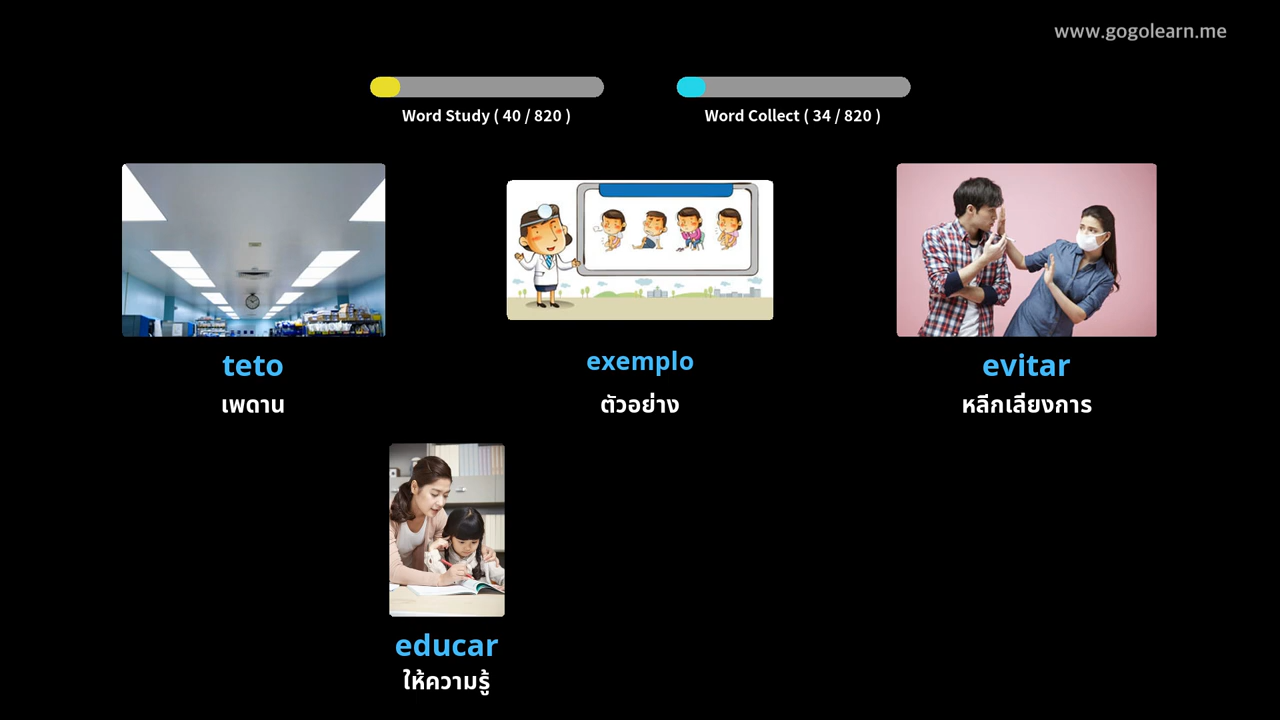 www.gogolearn.me
Word Study ( 40 / 820 )
Word Collect ( 34 / 820 )
teto
exemplo
evitar
เพดาน
ตัวอย่าง
หลีกเลี่ยงการ
educar
ให้ความรู้